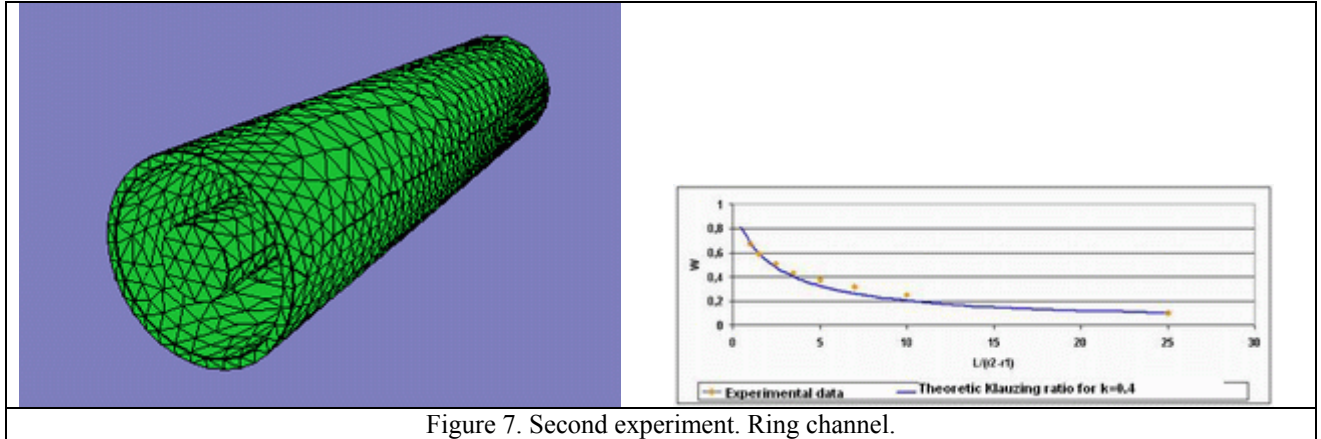 1
0,8
0,6
0,4
0,2
0
W
0 5 10 15 20 25 30
L/(r2-r1)
Experimental data Theoretic Klauzing ratio for k=0.4
Figure 7. Second experiment. Ring channel.